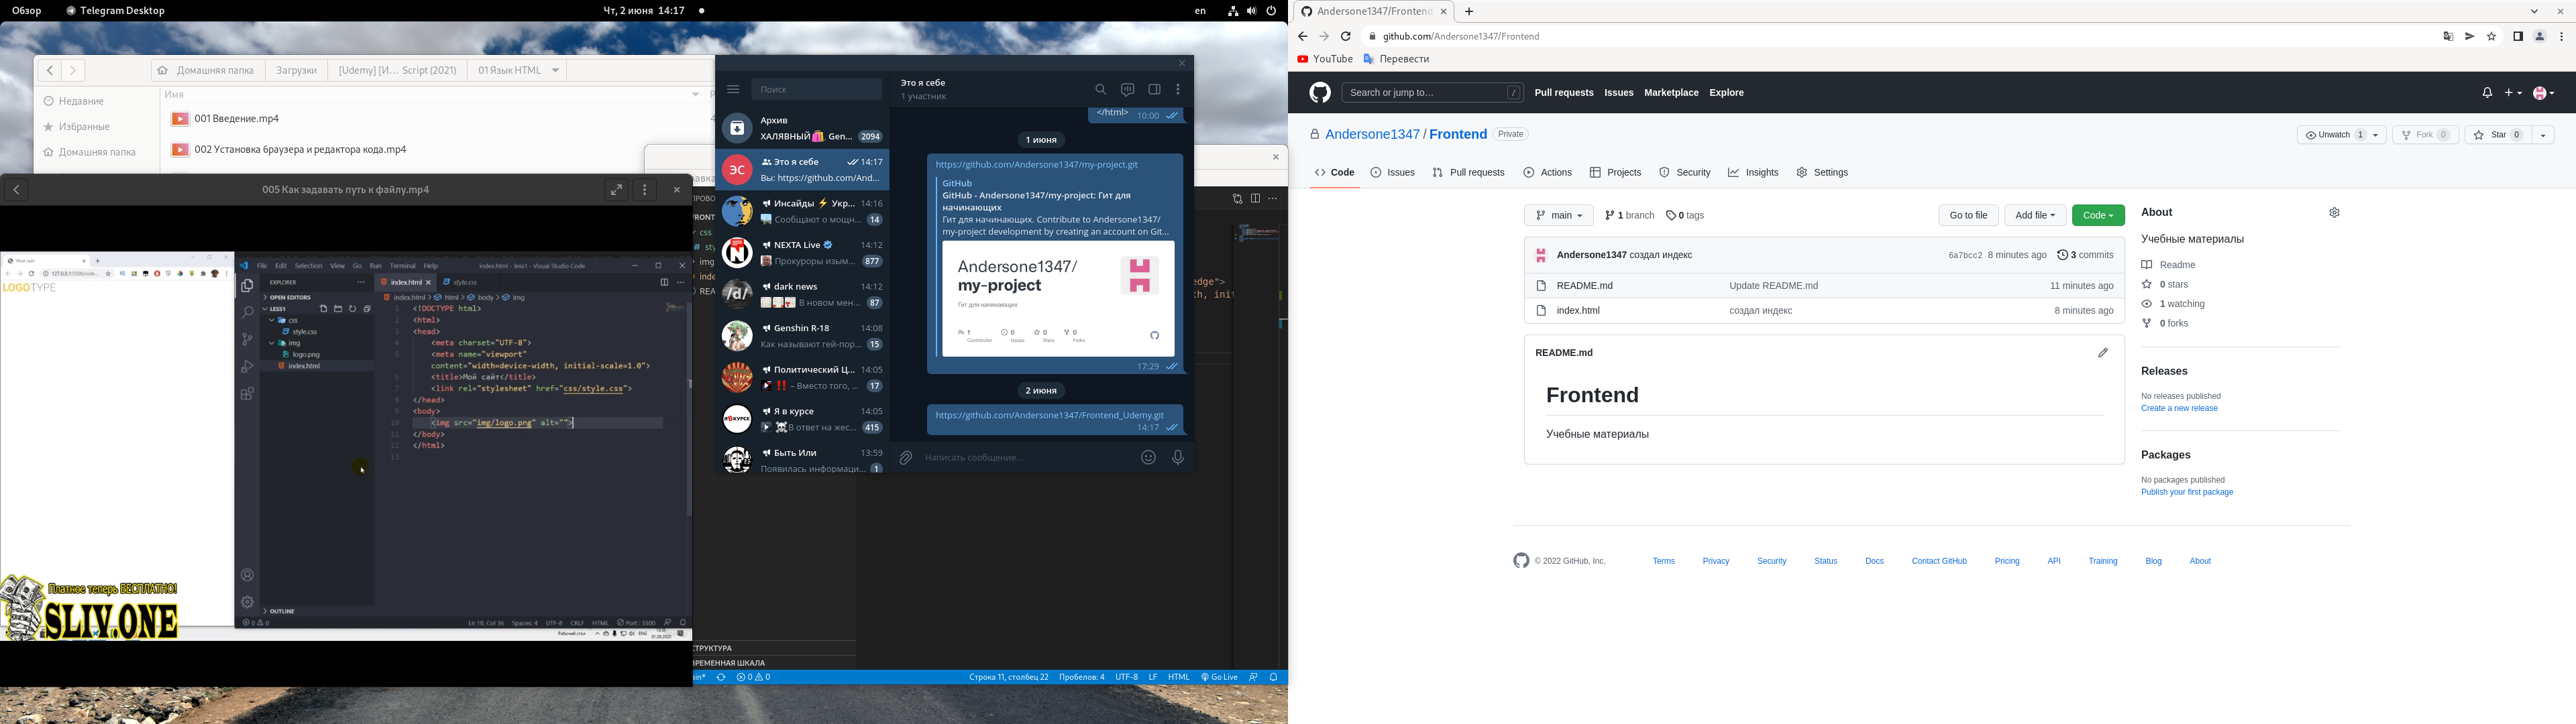 Обзор
Telegram Desktop
Чт, 2 июня 14:17
en
Домашняя папка
Загрузки
[Udemy] [И… Script (2021)
01 Язык HTML
Имя
Недавние
Избранные
Домашняя папка
001 Введение.mp4
002 Установка браузера и редактора кода.mp4
005 Как задавать путь к файлу.mp4
LOGOTYPE
File Edit Selection View Go Run Terminal Help
index.html - less1 - Visual Studio Code
EXPLORER
OPEN EDITORS
LESS1
css
style.css
img
logo.png
index.html
OUTLINE
index.html
style.css
index.html > html > body > img
1 <!DOCTYPE html>
2 <html>
3 <head>
4 <meta charset="UTF-8">
5 <meta name="viewport"
content="width=device-width, initial-scale=1.0">
6 <title>Мой сайт</title>
7 <link rel="stylesheet" href="css/style.css">
8 </head>
9 <body>
10 <img src="img/logo.png" alt="">
11 </body>
12 </html>
13
Ln 10, Col 36 Spaces: 4 UTF-8 CRLF HTML Port : 5500
Платное теперь БЕСПЛАТНО!
SLIV.ONE
Поиск
Архив
ХАЛЯВНЫЙ🛍, Gen… 2094
ЭС
Это я себе 14:17
Вы: https://github.com/And…
Инсайды ⚡ Укр… 14:16
Сообщают о мощн… 14
NEXTA Live 14:12
Прокуроры изым… 877
dark news 14:12
В новом мен… 87
Genshin R-18 14:08
Как называют гей-пор… 15
Политический Ц… 14:05
‼️ – Вместо того, … 17
Я в курсе 14:05
☠️В ответ на жес… 415
Быть Или 13:59
Появилась информаци… 1
Это я себе
1 участник
</html> 10:00
1 июня
https://github.com/Andersone1347/my-project.git
GitHub
GitHub - Andersone1347/my-project: Гит для
начинающих
Гит для начинающих. Contribute to Andersone1347/
my-project development by creating an account on Git…
Andersone1347/
my-project
Гит для начинающих
1 Contributor
0 Issues
0 Stars
0 Forks
17:29
2 июня
https://github.com/Andersone1347/Frontend_Udemy.git
14:17
Написать сообщение…
СТРУКТУРА
ВРЕМЕННАЯ ШКАЛА
0 0
Строка 11, столбец 22 Пробелов: 4 UTF-8 LF HTML Go Live
Andersone1347/Frontend
github.com/Andersone1347/Frontend
YouTube
Перевести
Search or jump to… /
Pull requests Issues Marketplace Explore
Andersone1347 / Frontend Private
Unwatch 1
Fork 0
Star 0
Code Issues Pull requests Actions Projects Security Insights Settings
main
1 branch
0 tags
Go to file
Add file
Code
Andersone1347 создал индекс 6a7bcc2 8 minutes ago 3 commits
README.md Update README.md 11 minutes ago
index.html создал индекс 8 minutes ago
README.md
Frontend
Учебные материалы
About
Учебные материалы
Readme
0 stars
1 watching
0 forks
Releases
No releases published
Create a new release
Packages
No packages published
Publish your first package
© 2022 GitHub, Inc. Terms Privacy Security Status Docs Contact GitHub Pricing API Training Blog About